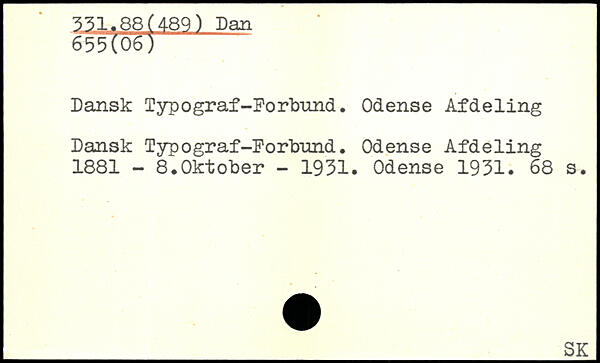 331.88(489) Dan
655(06)
Dansk Typograf-Forbund. Odense Afdeling
Dansk Typograf-Forbund. Odense Afdeling
1881 - 8.Oktober - 1931. Odense 1931. 68 s.
SK